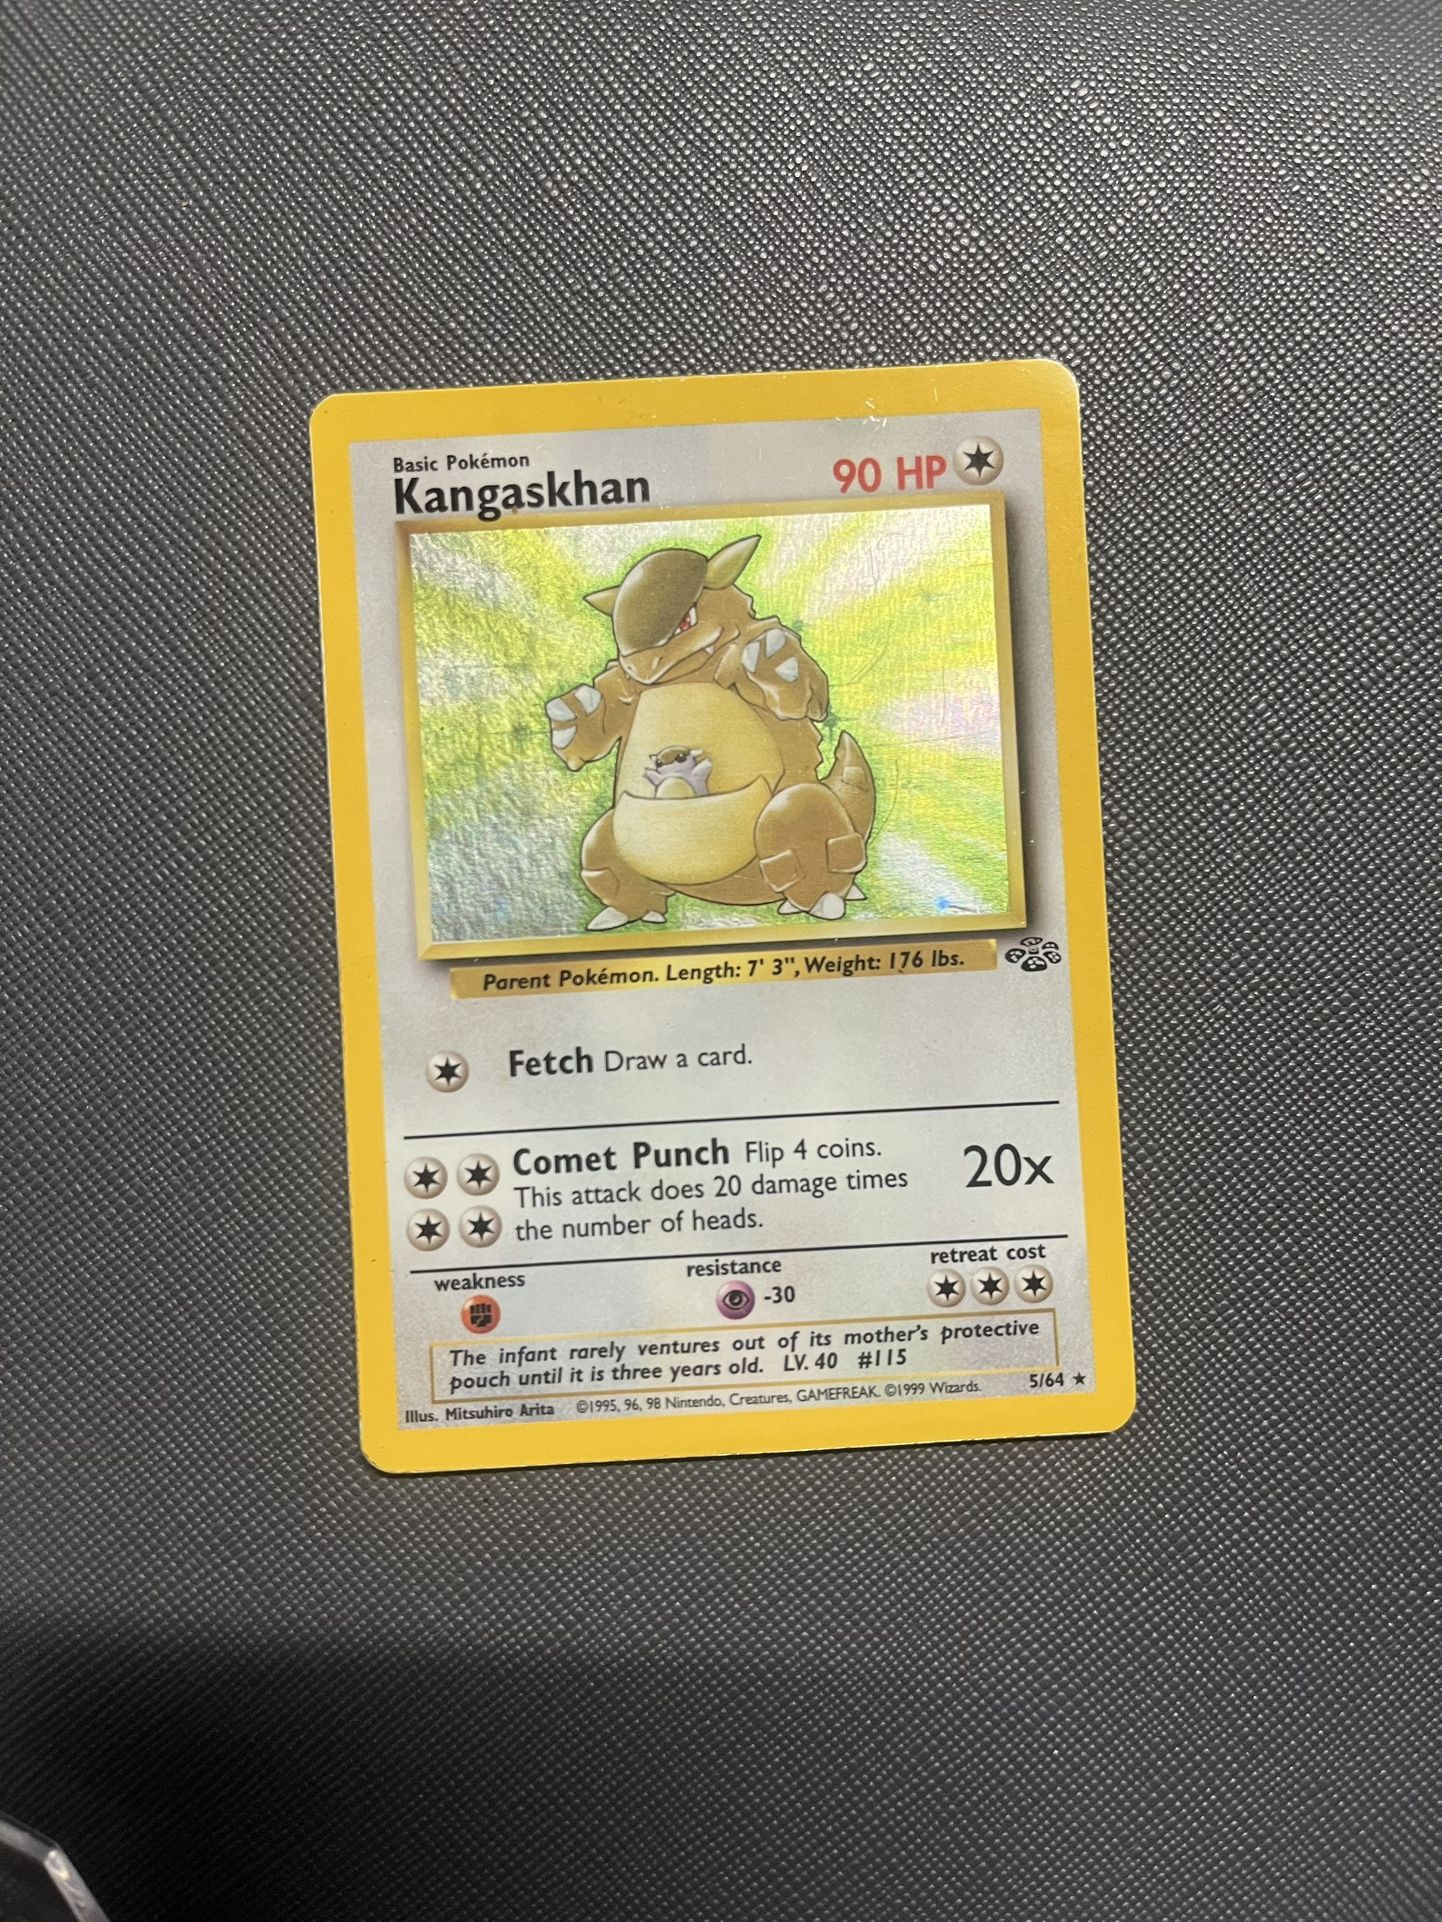 Basic Pokémon
Kangaskhan
90 HP
Parent Pokémon. Length: 7' 3", Weight: 176 lbs.
Fetch Draw a card.
Comet Punch Flip 4 coins.
This attack does 20 damage times
the number of heads.
20x
weakness
resistance
-30
retreat cost
The infant rarely ventures out of its mother's protective
pouch until it is three years old. LV. 40 #115
Illus. Mitsuhiro Arita ©1995, 96, 98 Nintendo, Creatures, GAMEFREAK. ©1999 Wizards. 5/64 ★